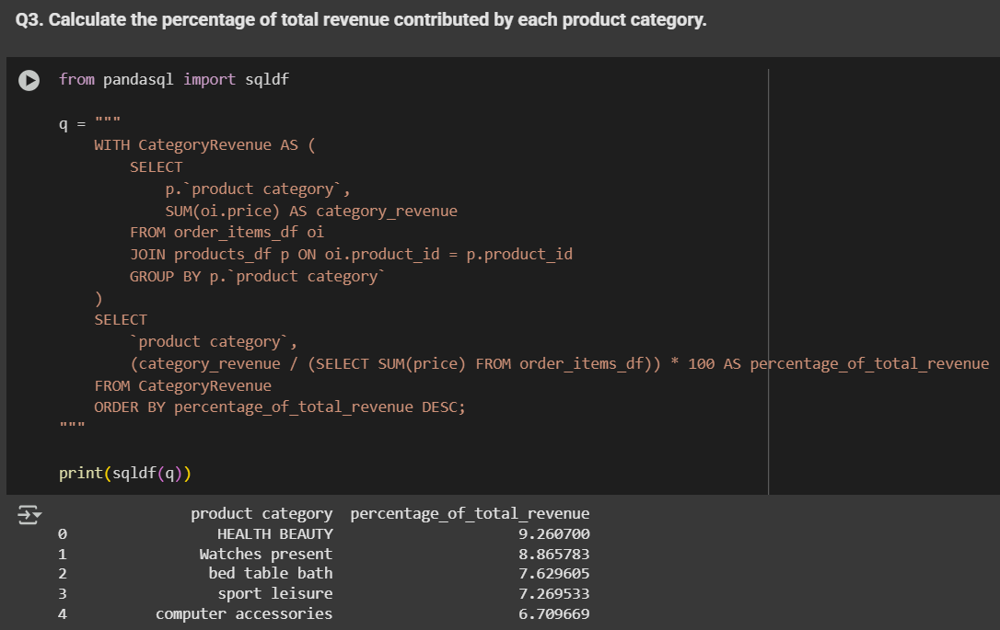 Q3. Calculate the percentage of total revenue contributed by each product category.
from pandasql import sqldf
q = """
WITH CategoryRevenue AS (
SELECT
p.`product category`,
SUM(oi.price) AS category_revenue
FROM order_items_df oi
JOIN products_df p ON oi.product_id = p.product_id
GROUP BY p.`product category`
)
SELECT
`product category`,
(category_revenue / (SELECT SUM(price) FROM order_items_df)) * 100 AS percentage_of_total_revenue
FROM CategoryRevenue
ORDER BY percentage_of_total_revenue DESC;
"""
print(sqldf(q))
product category percentage_of_total_revenue
0 HEALTH BEAUTY 9.260700
1 Watches present 8.865783
2 bed table bath 7.629605
3 sport leisure 7.269533
4 computer accessories 6.709669